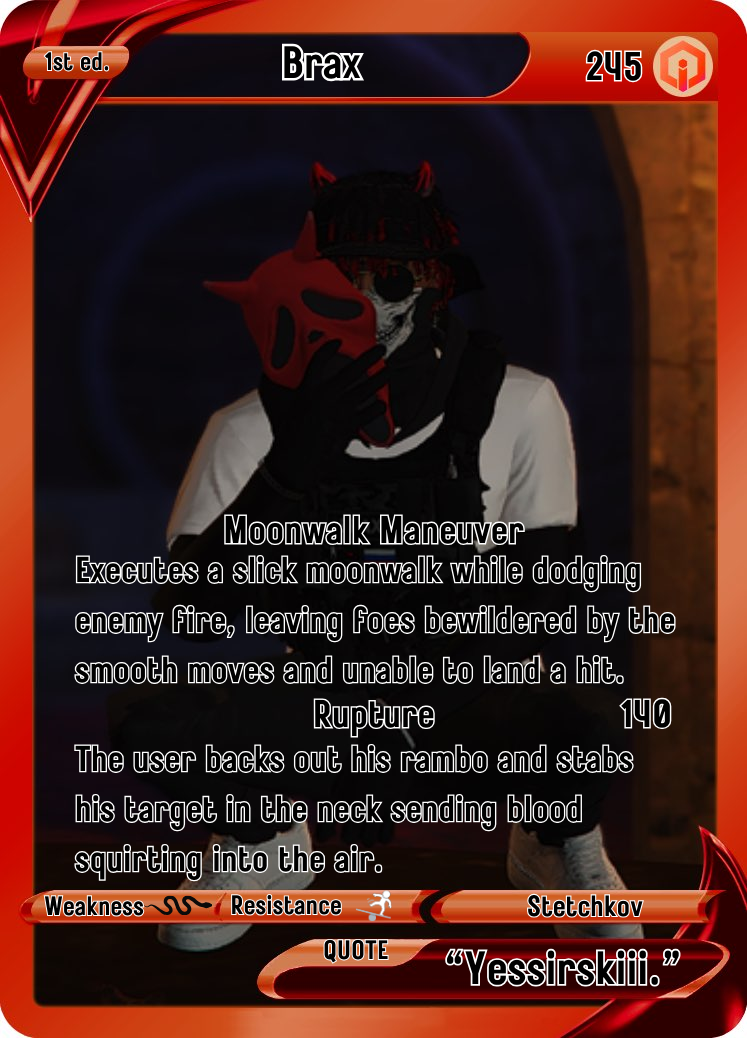 1st ed.
Brax
245
Moonwalk Maneuver
Executes a slick moonwalk while dodging
enemy fire, leaving foes bewildered by the
smooth moves and unable to land a hit.
Rupture 140
The user backs out his rambo and stabs
his target in the neck sending blood
squirting into the air.
Weakness Resistance Stetchkov
QUOTE
“Yessirskiii.”